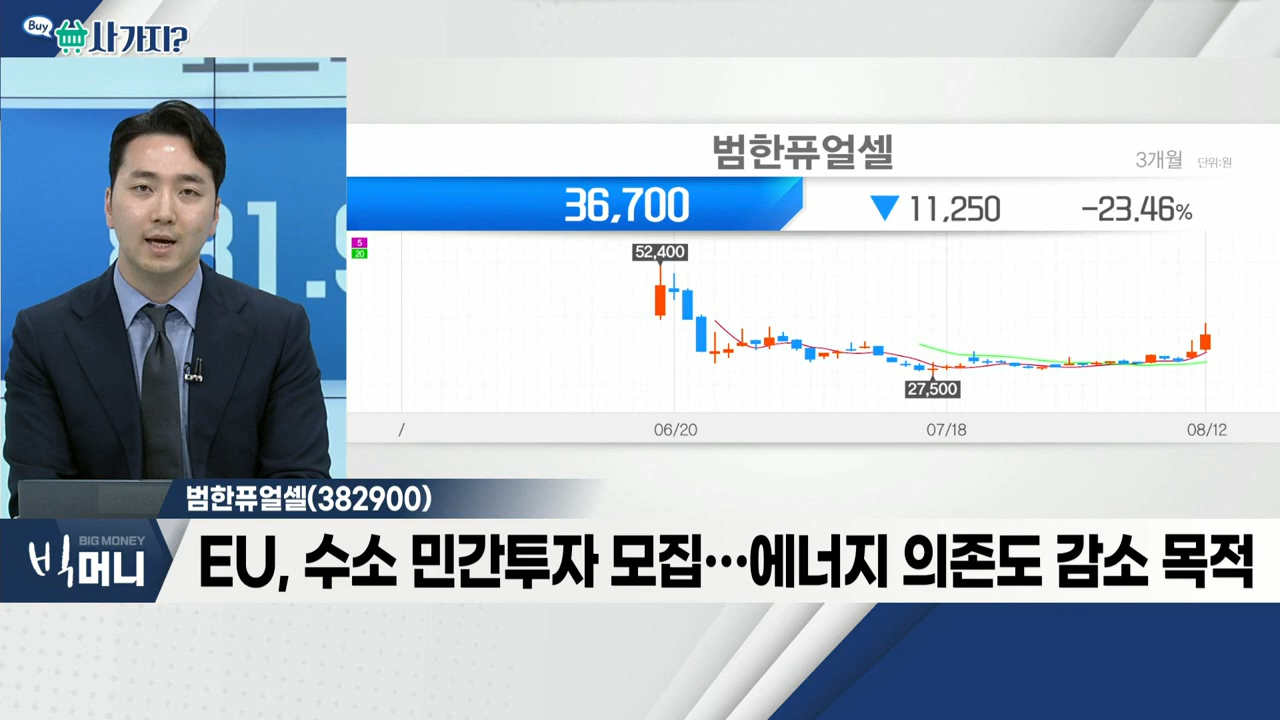 Buy 사가지?
범한퓨얼셀
3개월 단위:원
36,700 ▼ 11,250 -23.46%
5
20
52,400
27,500
/ 06/20 07/18 08/12
범한퓨얼셀(382900)
BIG MONEY
빅머니
EU, 수소 민간투자 모집…에너지 의존도 감소 목적